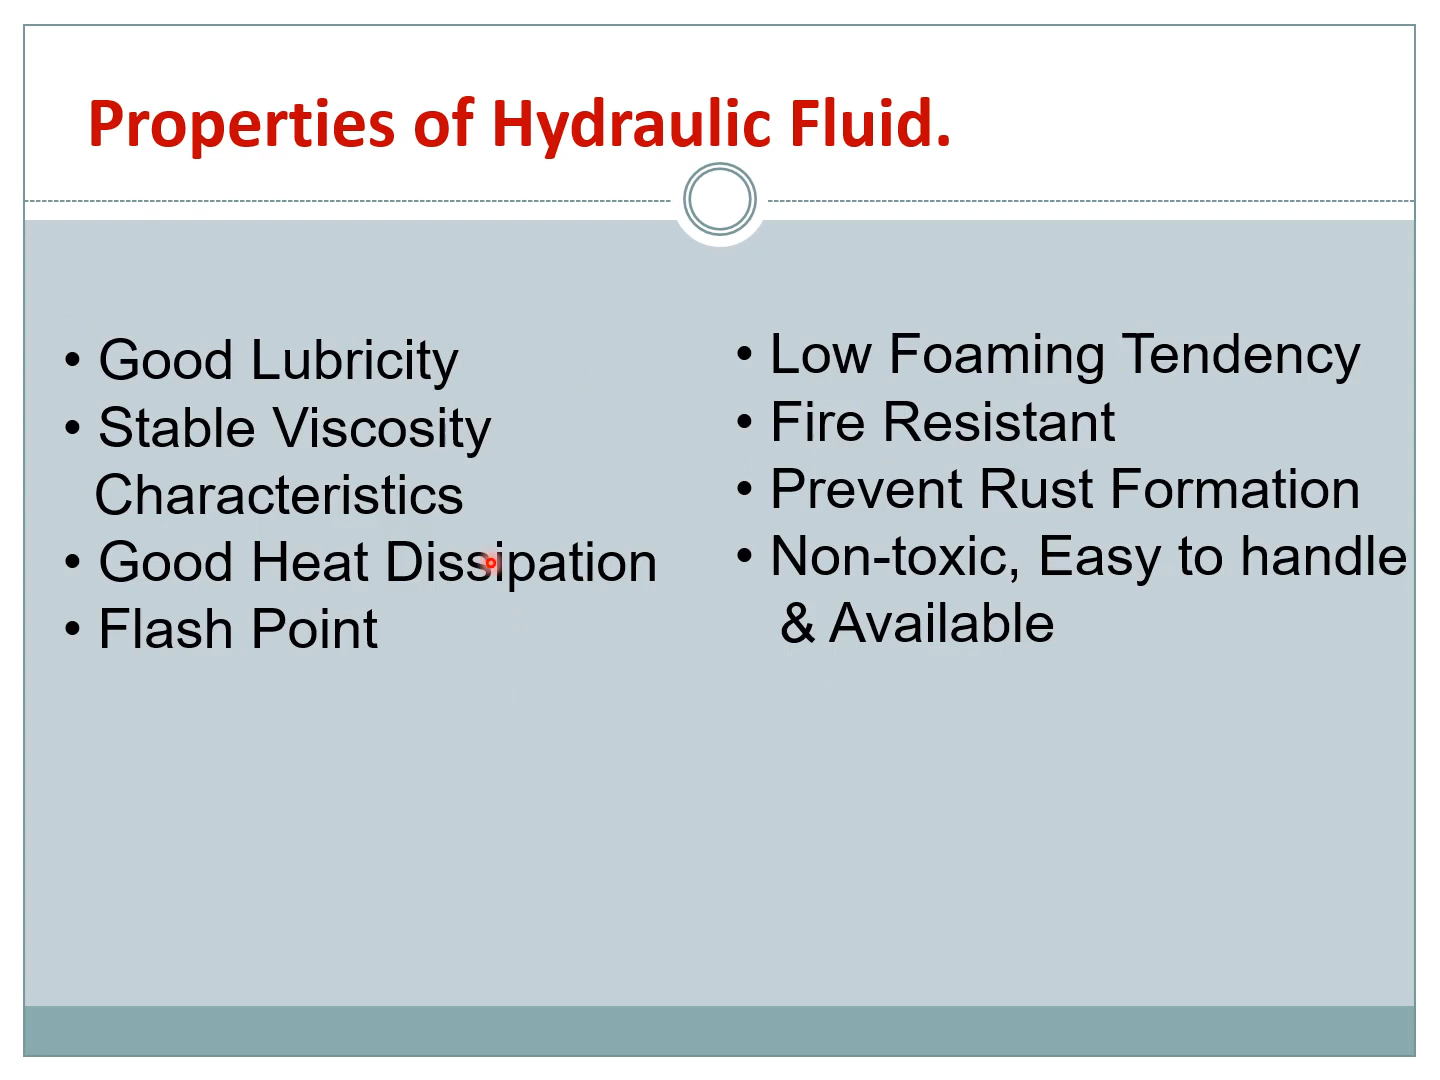 Properties of Hydraulic Fluid.
• Good Lubricity
• Stable Viscosity
Characteristics
• Good Heat Dissipation
• Flash Point
• Low Foaming Tendency
• Fire Resistant
• Prevent Rust Formation
• Non-toxic, Easy to handle
& Available